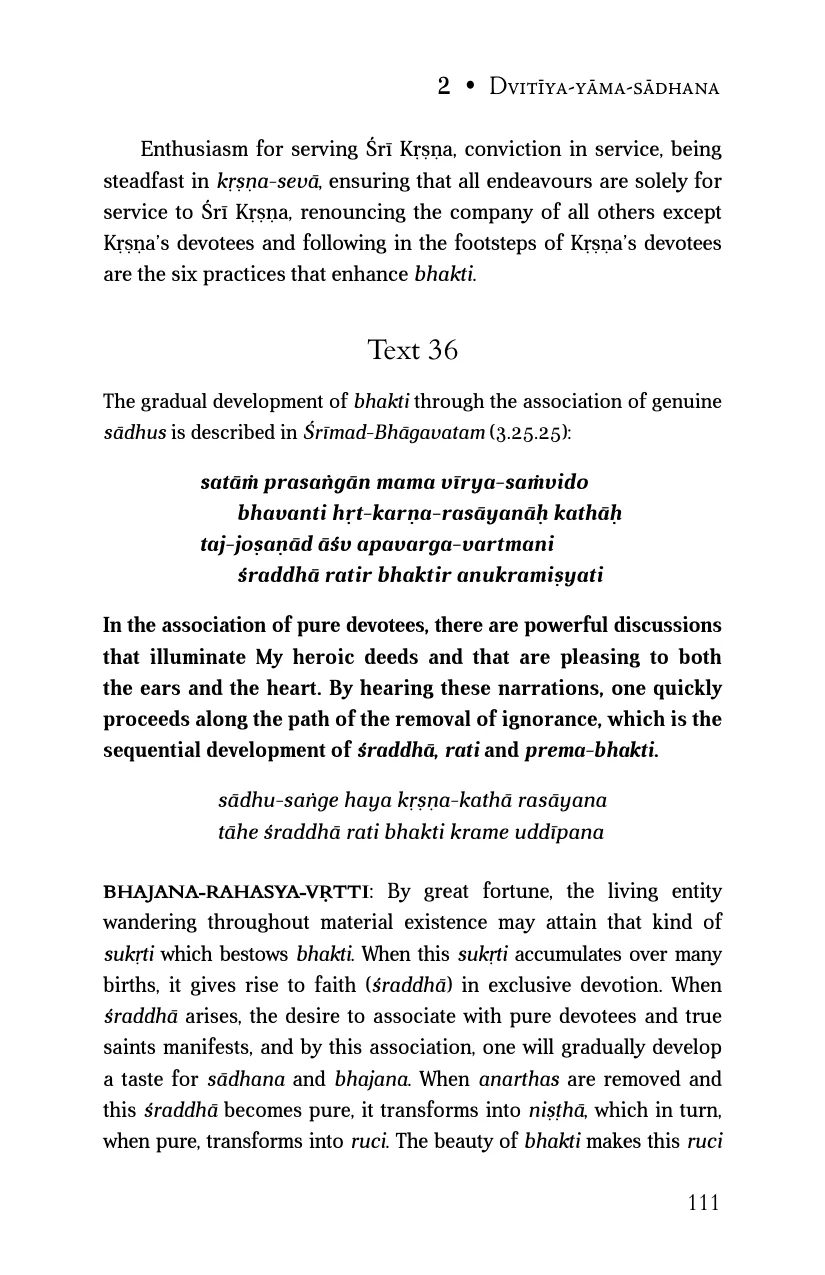 2 • Dvitīya-yāma-sādhana
Enthusiasm for serving Śrī Kṛṣṇa, conviction in service, being
steadfast in kṛṣṇa-sevā, ensuring that all endeavours are solely for
service to Śrī Kṛṣṇa, renouncing the company of all others except
Kṛṣṇa’s devotees and following in the footsteps of Kṛṣṇa’s devotees
are the six practices that enhance bhakti.
Text 36
The gradual development of bhakti through the association of genuine
sādhus is described in Śrīmad-Bhāgavatam (3.25.25):
satāṁ prasaṅgān mama vīrya-saṁvido
bhavanti hṛt-karṇa-rasāyanāḥ kathāḥ
taj-joṣaṇād āśv apavarga-vartmani
śraddhā ratir bhaktir anukramiṣyati
In the association of pure devotees, there are powerful discussions
that illuminate My heroic deeds and that are pleasing to both
the ears and the heart. By hearing these narrations, one quickly
proceeds along the path of the removal of ignorance, which is the
sequential development of śraddhā, rati and prema-bhakti.
sādhu-saṅge haya kṛṣṇa-kathā rasāyana
tāhe śraddhā rati bhakti krame uddīpana
BHAJANA-RAHASYA-VṚTTI: By great fortune, the living entity
wandering throughout material existence may attain that kind of
sukṛti which bestows bhakti. When this sukṛti accumulates over many
births, it gives rise to faith (śraddhā) in exclusive devotion. When
śraddhā arises, the desire to associate with pure devotees and true
saints manifests, and by this association, one will gradually develop
a taste for sādhana and bhajana. When anarthas are removed and
this śraddhā becomes pure, it transforms into niṣṭhā, which in turn,
when pure, transforms into ruci. The beauty of bhakti makes this ruci
111